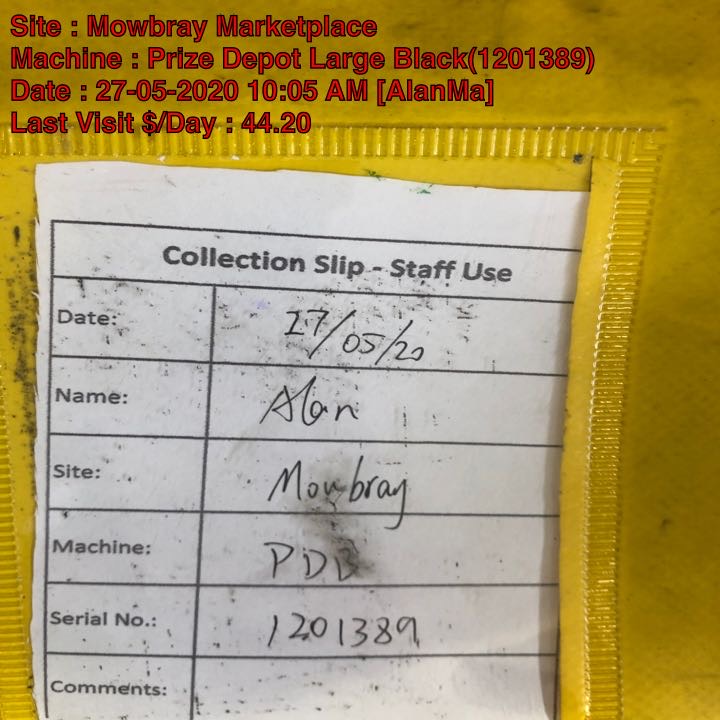 Site : Mowbray Marketplace
Machine : Prize Depot Large Black(1201389)
Date : 27-05-2020 10:05 AM [AlanMa]
Last Visit $/Day : 44.20
Collection Slip - Staff Use
Date: 27/05/20
Name: Alan
Site: Mowbray
Machine: PDB
Serial No.: 1201389
Comments: